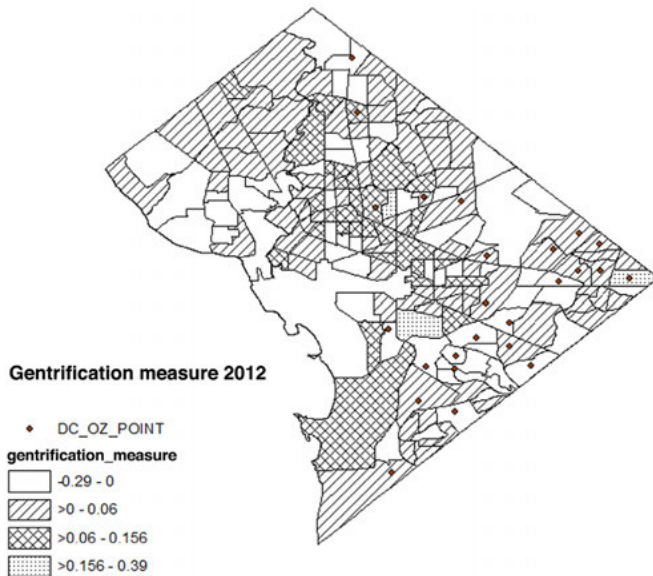 Gentrification measure 2012
DC_OZ_POINT
gentrification_measure
-0.29 - 0
>0 - 0.06
>0.06 - 0.156
>0.156 - 0.39